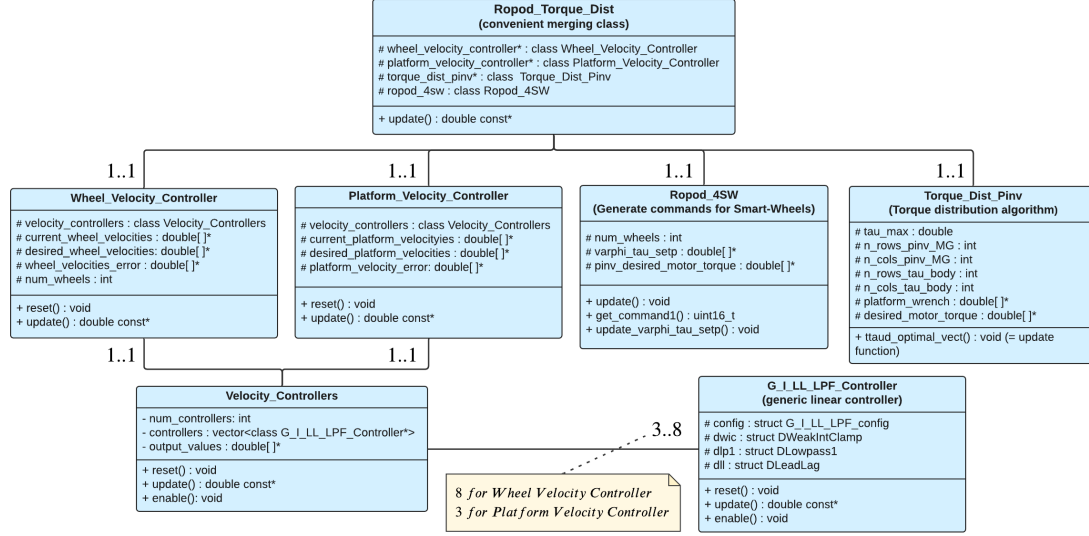 Ropod_Torque_Dist
(convenient merging class)
# wheel_velocity_controller* : class Wheel_Velocity_Controller
# platform_velocity_controller* : class Platform_Velocity_Controller
# torque_dist_pinv* : class Torque_Dist_Pinv
# ropod_4sw : class Ropod_4SW
+ update() : double const*
1..1
1..1
1..1
1..1
Wheel_Velocity_Controller
# velocity_controllers : class Velocity_Controllers
# current_wheel_velocities : double[ ]*
# desired_wheel_velocities: double[ ]*
# wheel_velocities_error : double[ ]*
# num_wheels : int
+ reset() : void
+ update() : double const*
Platform_Velocity_Controller
# velocity_controllers : class Velocity_Controllers
# current_platform_velocityies : double[ ]*
# desired_platform_velocities : double[ ]*
# platform_velocity_error: double[ ]*
+ reset() : void
+ update() : double const*
Ropod_4SW
(Generate commands for Smart-Wheels)
# num_wheels : int
# varphi_tau_setp : double[ ]*
# pinv_desired_motor_torque : double[ ]*
+ update() : void
+ get_command1() : uint16_t
+ update_varphi_tau_setp() : void
Torque_Dist_Pinv
(Torque distribution algorithm)
# tau_max : double
# n_rows_pinv_MG : int
# n_cols_pinv_MG : int
# n_rows_tau_body : int
# n_cols_tau_body : int
# platform_wrench : double[ ]*
# desired_motor_torque : double[ ]*
+ ttaud_optimal_vect() : void (= update
function)
1..1
1..1
Velocity_Controllers
- num_controllers: int
- controllers : vector<class G_I_LL_LPF_Controller*>
- output_values : double[ ]*
+ reset() : void
+ update() : double const*
+ enable(): void
3..8
8 for Wheel Velocity Controller
3 for Platform Velocity Controller
G_I_LL_LPF_Controller
(generic linear controller)
# config : struct G_I_LL_LPF_config
# dwic : struct DWeakIntClamp
# dlp1 : struct DLowpass1
# dll : struct DLeadLag
+ reset() : void
+ update() : double const*
+ enable() : void